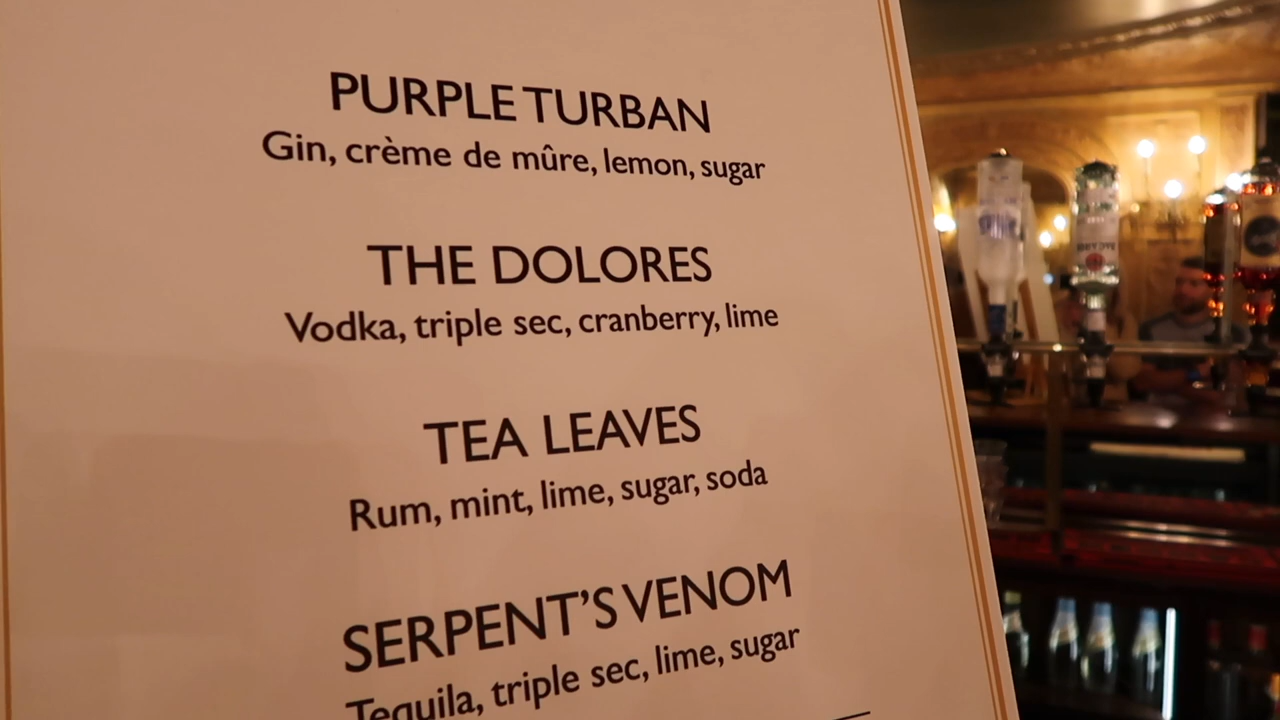 PURPLE TURBAN
Gin, crème de mûre, lemon, sugar
THE DOLORES
Vodka, triple sec, cranberry, lime
TEA LEAVES
Rum, mint, lime, sugar, soda
SERPENT'S VENOM
Tequila, triple sec, lime, sugar
BACARDI